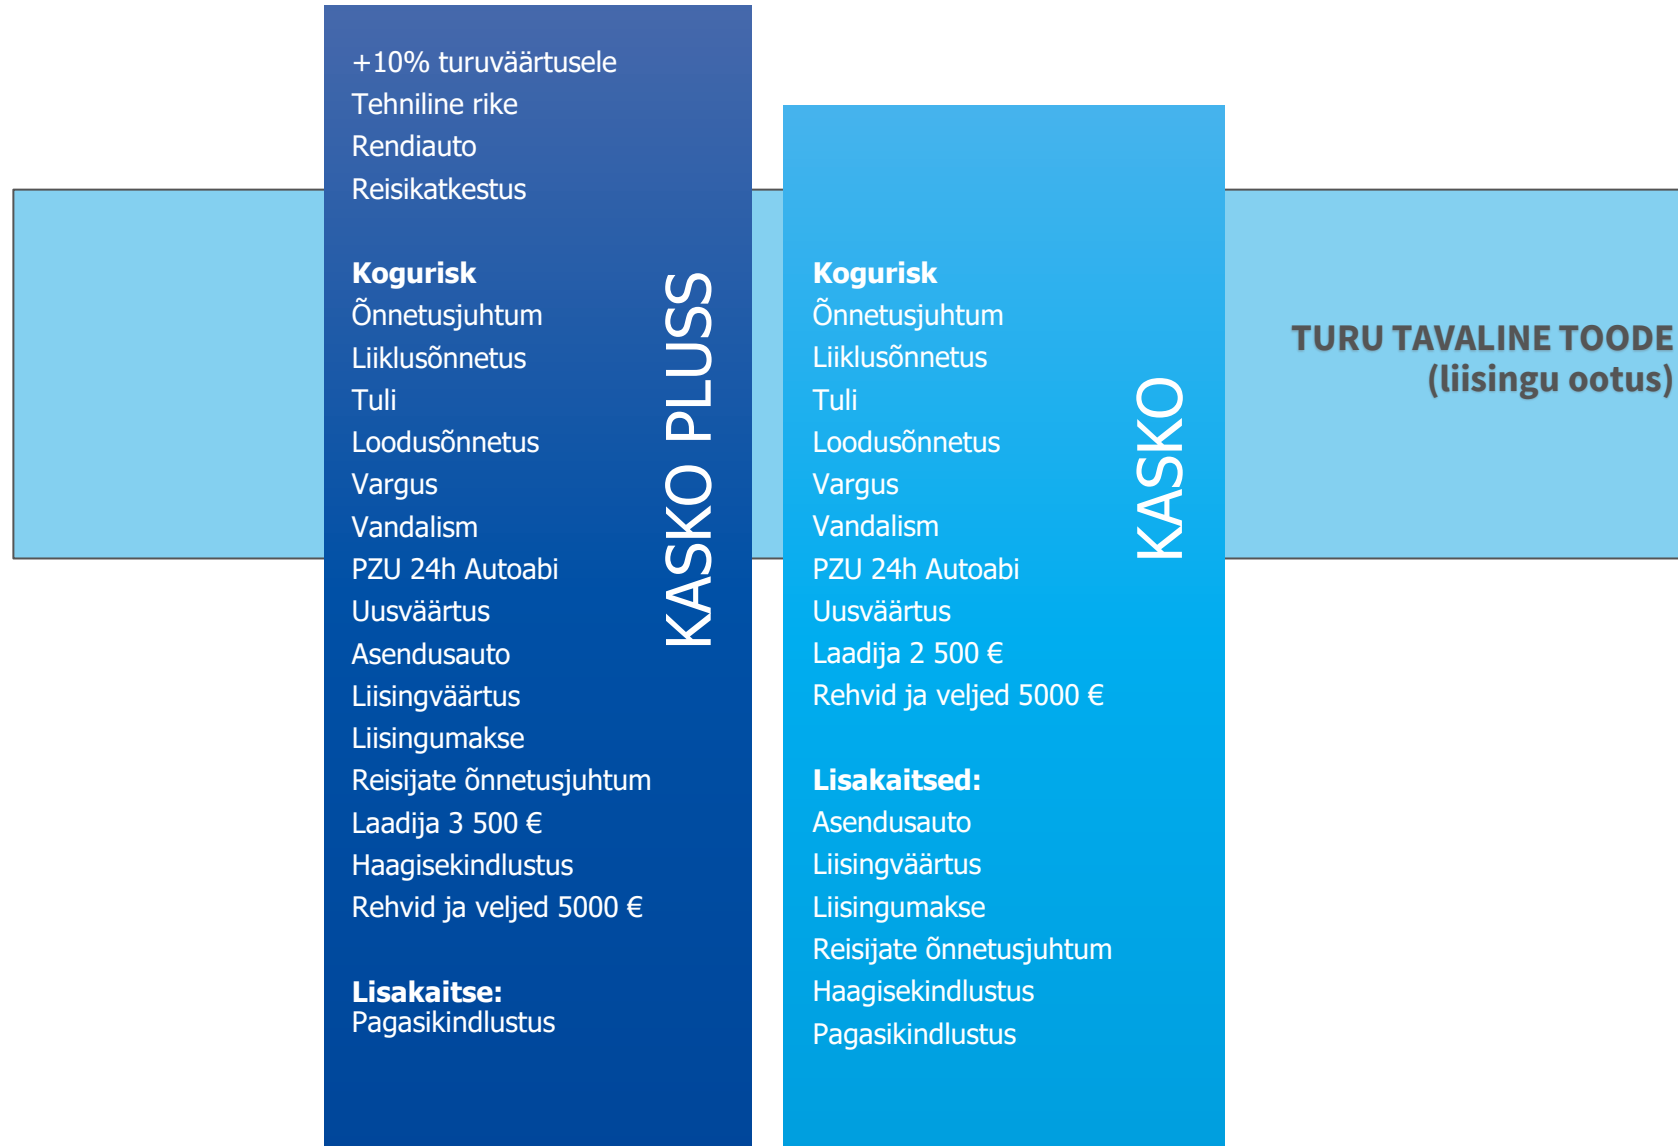 +10% turuväärtusele
Tehniline rike
Rendiauto
Reisikatkestus
Kogurisk
Õnnetusjuhtum
Liiklusõnnetus
Tuli
Loodusõnnetus
Vargus
Vandalism
PZU 24h Autoabi
Uusväärtus
Asendusauto
Liisingväärtus
Liisingumakse
Reisijate õnnetusjuhtum
Laadija 3 500 €
Haagisekindlustus
Rehvid ja veljed 5000 €
Lisakaitse:
Pagasikindlustus
KASKO PLUSS
Kogurisk
Õnnetusjuhtum
Liiklusõnnetus
Tuli
Loodusõnnetus
Vargus
Vandalism
PZU 24h Autoabi
Uusväärtus
Laadija 2 500 €
Rehvid ja veljed 5000 €
Lisakaitsed:
Asendusauto
Liisingväärtus
Liisingumakse
Reisijate õnnetusjuhtum
Haagisekindlustus
Pagasikindlustus
KASKO
TURU TAVALINE TOODE
(liisingu ootus)